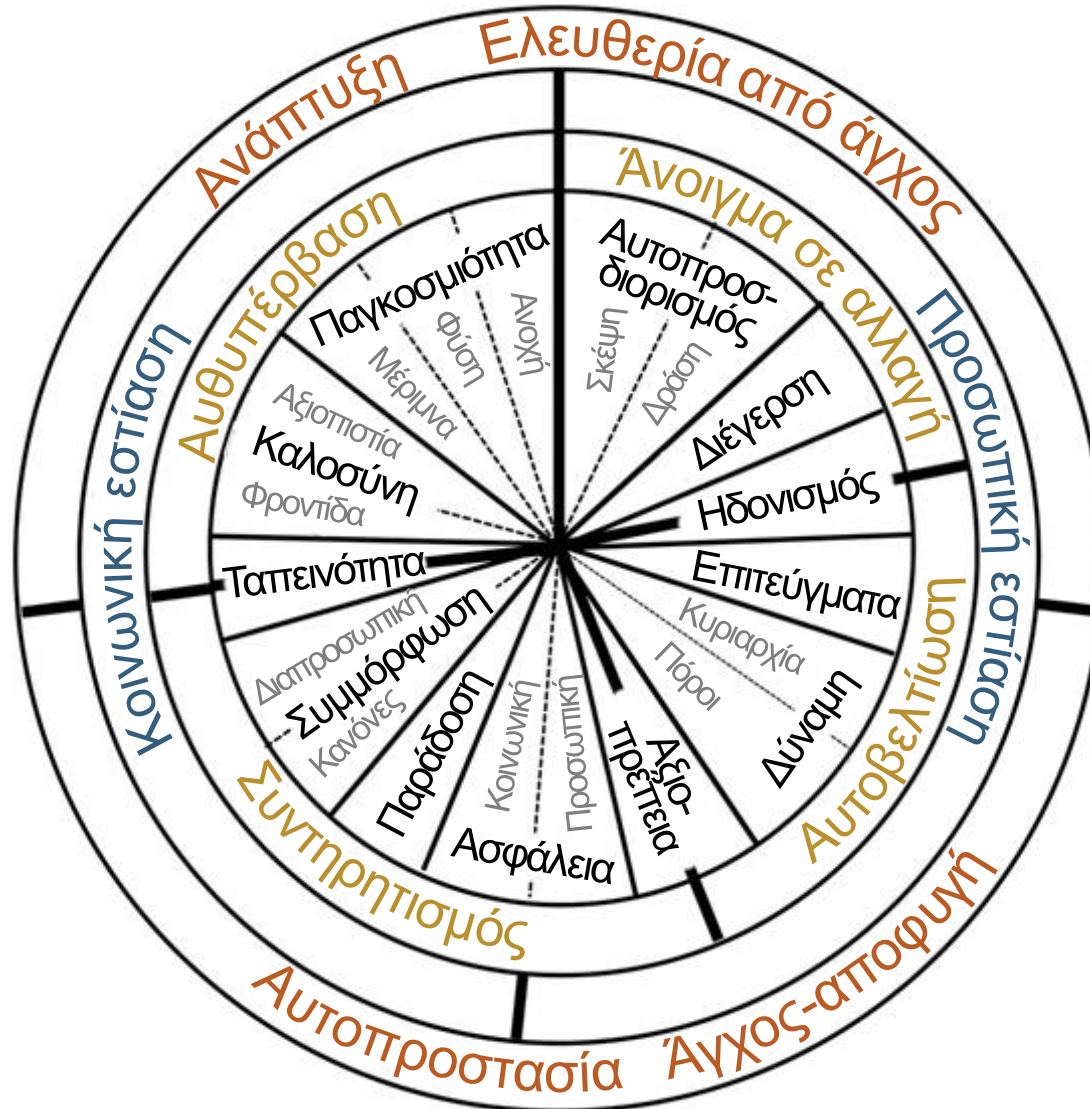 Ανάπτυξη
Ελευθερία από άγχος
Αυτοπροστασία
Άγχος-αποφυγή
Κοινωνική εστίαση
Προσωπική εστίαση
Αυθυπέρβαση
Άνοιγμα σε αλλαγή
Συντηρητισμός
Αυτοβελτίωση
Παγκοσμιότητα
Μέριμνα
Φύση
Ανοχή
Αυτοπροσ-
διορισμός
Σκέψη
Δράση
Διέγερση
Ηδονισμός
Επιτεύγματα
Κυριαρχία
Πόροι
Δύναμη
Αξιο-
πρέπεια
Προσωπική
Κοινωνική
Ασφάλεια
Παράδοση
Διαπροσωπική
Συμμόρφωση
Κανόνες
Ταπεινότητα
Αξιοπιστία
Καλοσύνη
Φροντίδα